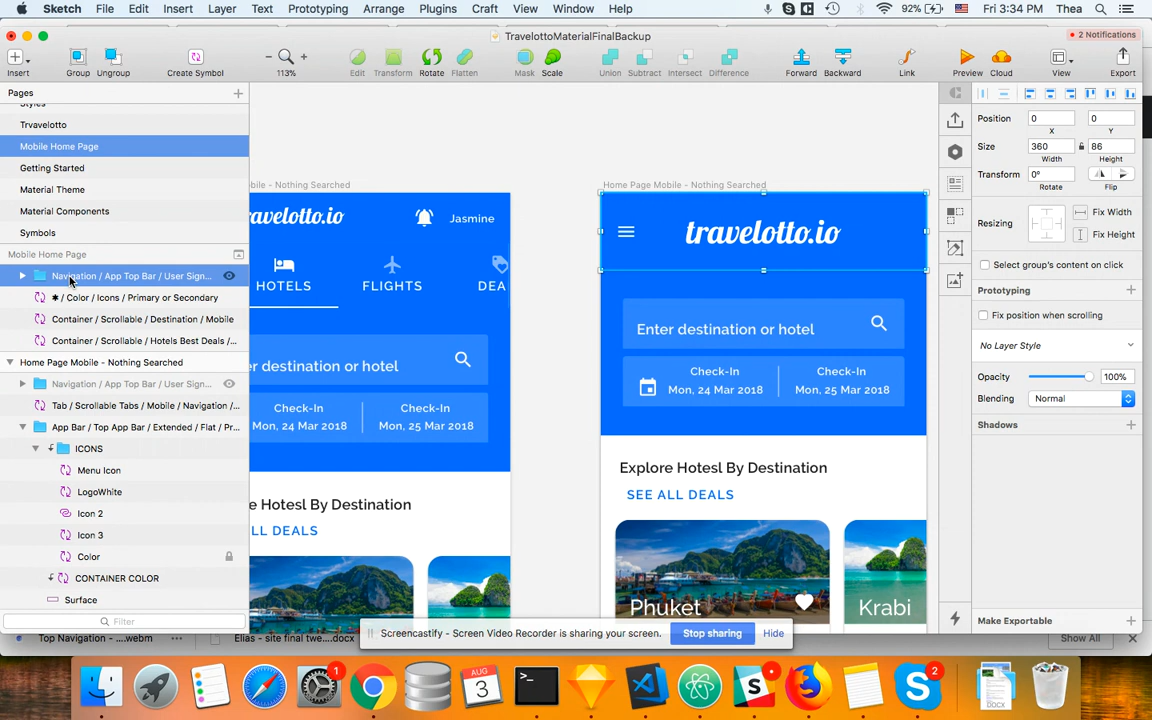 Sketch File Edit Insert Layer Text Prototyping Arrange Plugins Craft View Window Help 92% Fri 3:34 PM Thea
TravelottoMaterialFinalBackup
2 Notifications
Insert Group Ungroup Create Symbol 113% Edit Transform Rotate Flatten Mask Scale Union Subtract Intersect Difference Forward Backward Link Preview Cloud View Export
Pages
Styles
Trvavelotto
Mobile Home Page
Getting Started
Material Theme
Material Components
Symbols
Mobile Home Page
Navigation / App Top Bar / User Sign...
✱ / Color / Icons / Primary or Secondary
Container / Scrollable / Destination / Mobile
Container / Scrollable / Hotels Best Deals /...
Home Page Mobile - Nothing Searched
Navigation / App Top Bar / User Sign...
Tab / Scrollable Tabs / Mobile / Navigation /...
App Bar / Top App Bar / Extended / Flat / Pr...
ICONS
Menu Icon
LogoWhite
Icon 2
Icon 3
Color
CONTAINER COLOR
Surface
Filter
obile - Nothing Searched
avelotto.io
Jasmine
HOTELS
FLIGHTS
DEA
er destination or hotel
Check-In
Mon, 24 Mar 2018
Check-In
Mon, 25 Mar 2018
e Hotesl By Destination
LL DEALS
Home Page Mobile - Nothing Searched
travelotto.io
Enter destination or hotel
Check-In
Mon, 24 Mar 2018
Check-In
Mon, 25 Mar 2018
Explore Hotesl By Destination
SEE ALL DEALS
Phuket
Krabi
Position 0 0
X Y
Size 360 86
Width Height
Transform 0°
Rotate Flip
Resizing Fix Width
Fix Height
Select group's content on click
Prototyping
Fix position when scrolling
No Layer Style
Opacity 100%
Blending Normal
Shadows
Make Exportable
Top Navigation - ....webm
Elias - site final twe....docx
Show All
Screencastify - Screen Video Recorder is sharing your screen.
Stop sharing
Hide
1
AUG
3
2
DOCX